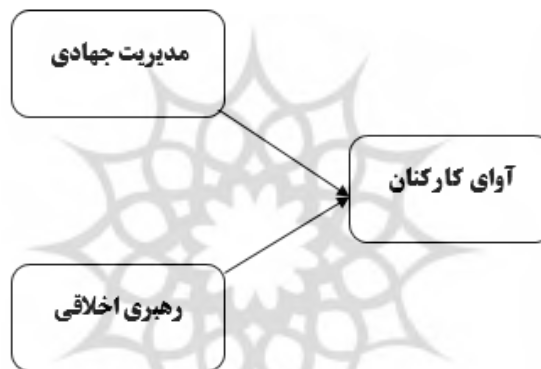 مدیریت جهادی
آوای کارکنان
رهبری اخلاقی